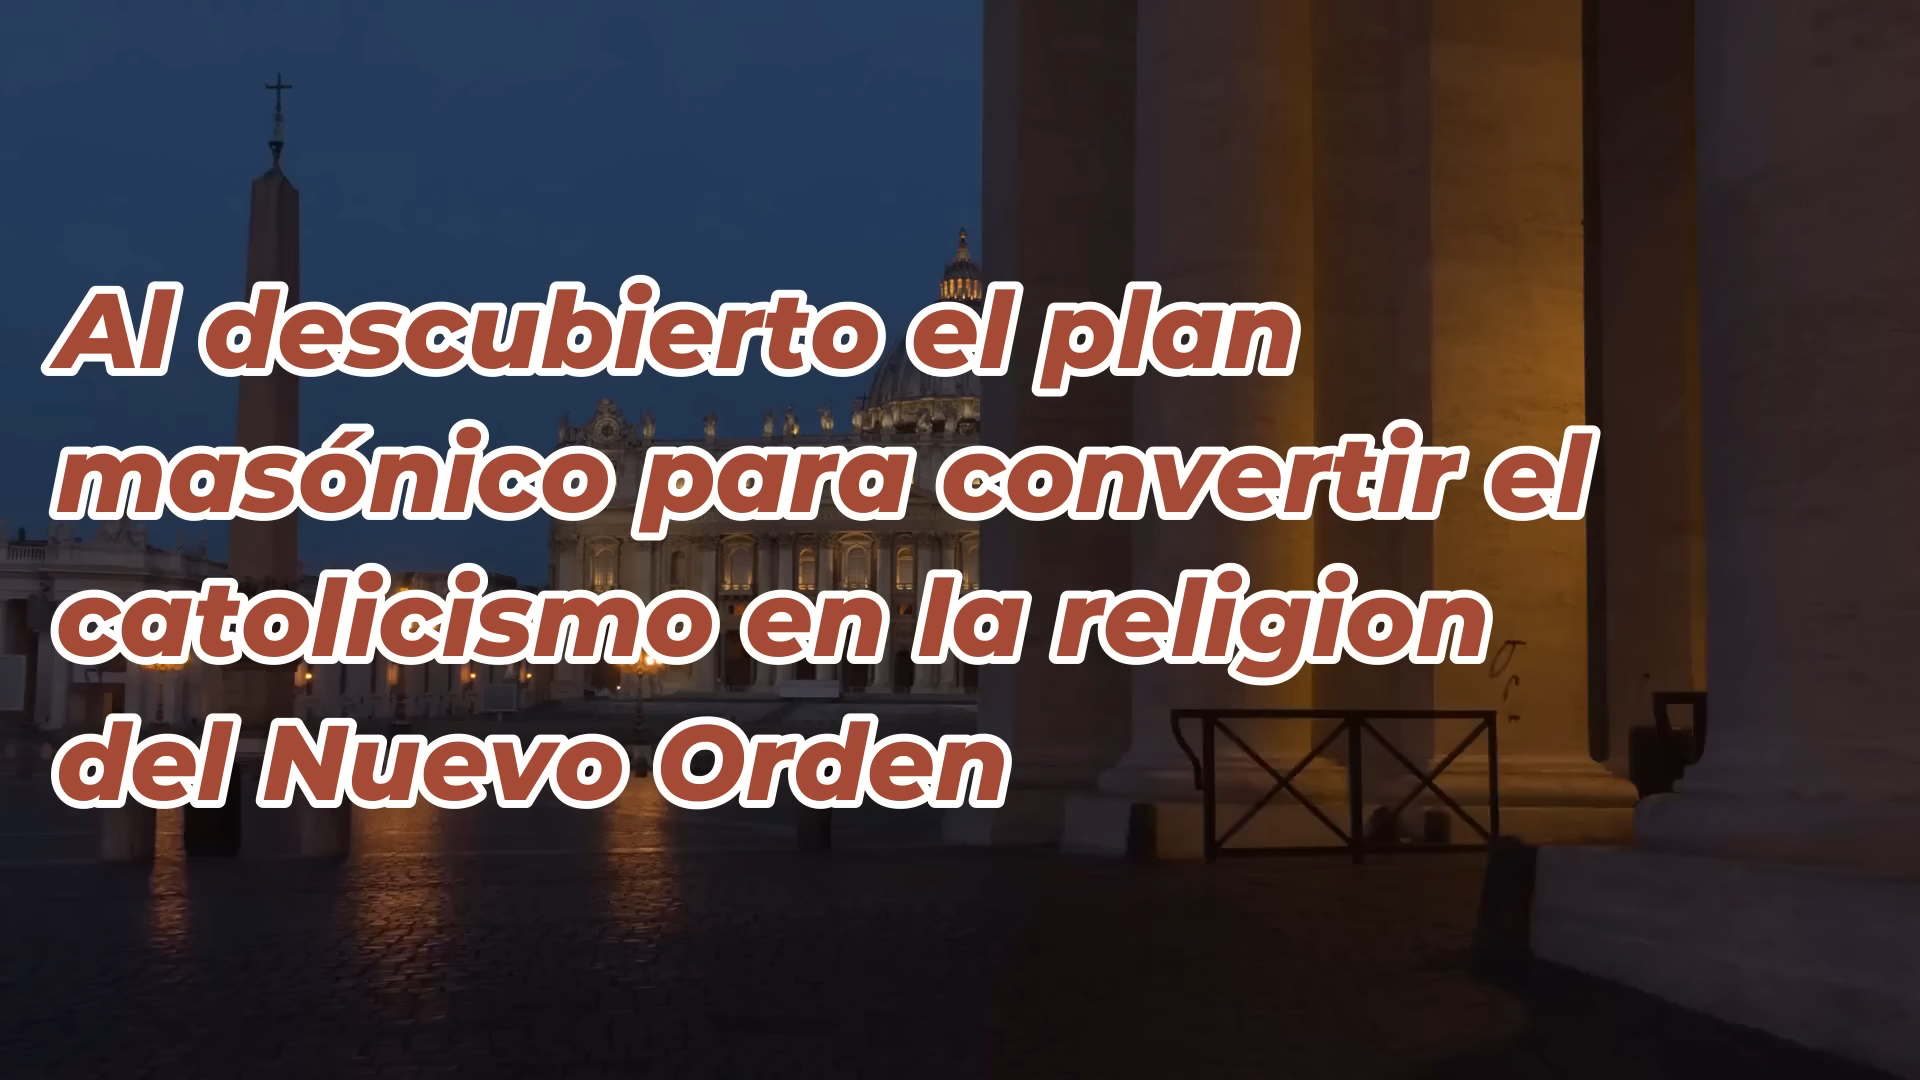 Al descubierto el plan
masónico para convertir el
catolicismo en la religion
del Nuevo Orden